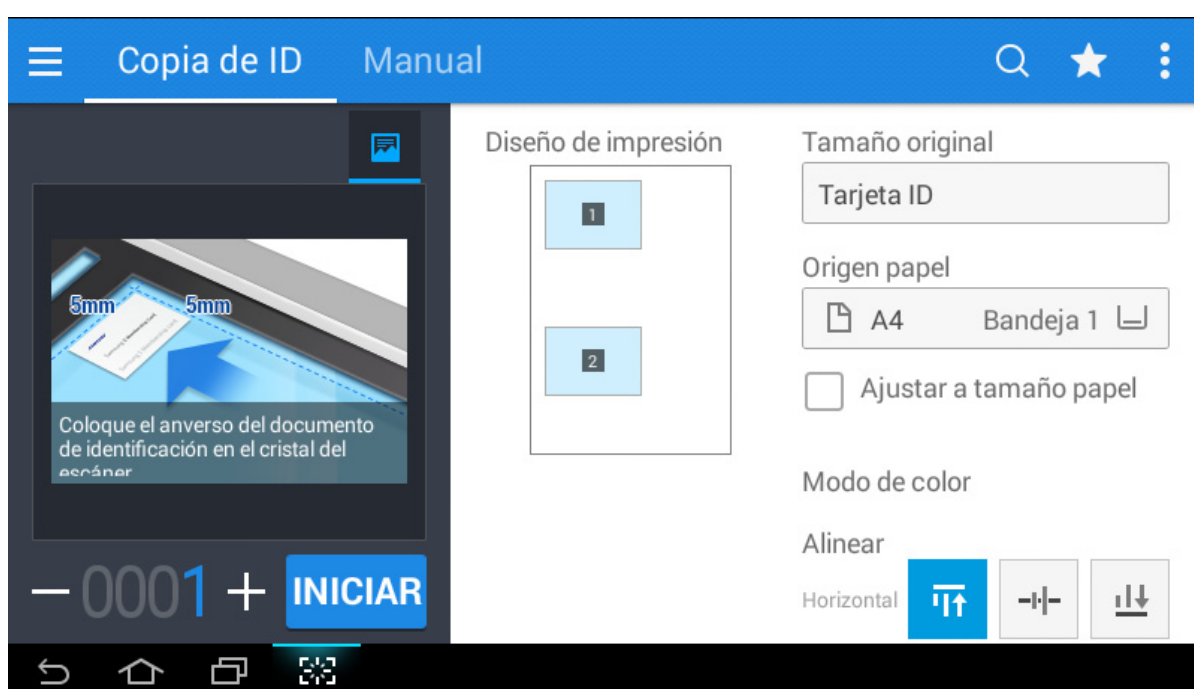 Copia de ID
Manual
Diseño de impresión
1
2
Tamaño original
Tarjeta ID
Origen papel
A4
Bandeja 1
Ajustar a tamaño papel
Modo de color
Alinear
Horizontal
5mm
5mm
Coloque el anverso del documento
de identificación en el cristal del
escáner
0001
INICIAR